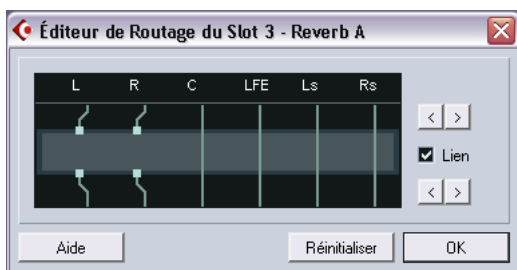 Éditeur de Routage du Slot 3 - Reverb A
L R C LFE Ls Rs
< >
Lien
< >
Aide Réinitialiser OK